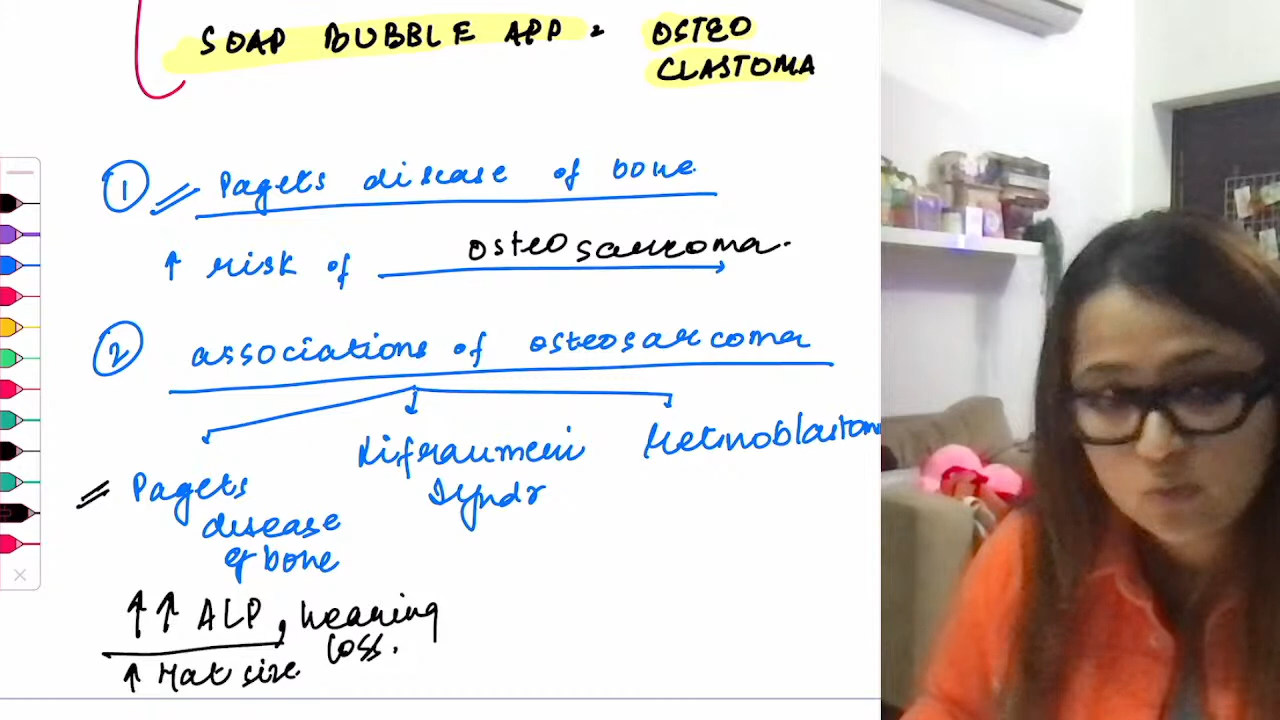 SOAP BUBBLE APP = OSTEO
CLASTOMA
1 Pagets disease of bone
↑ risk of osteosarcoma.
2 associations of osteosarcoma
Lifraumeni Retinoblastom
Syndr
Pagets
disease
of bone
↑↑ ALP, hearing
loss.
↑ Hat size